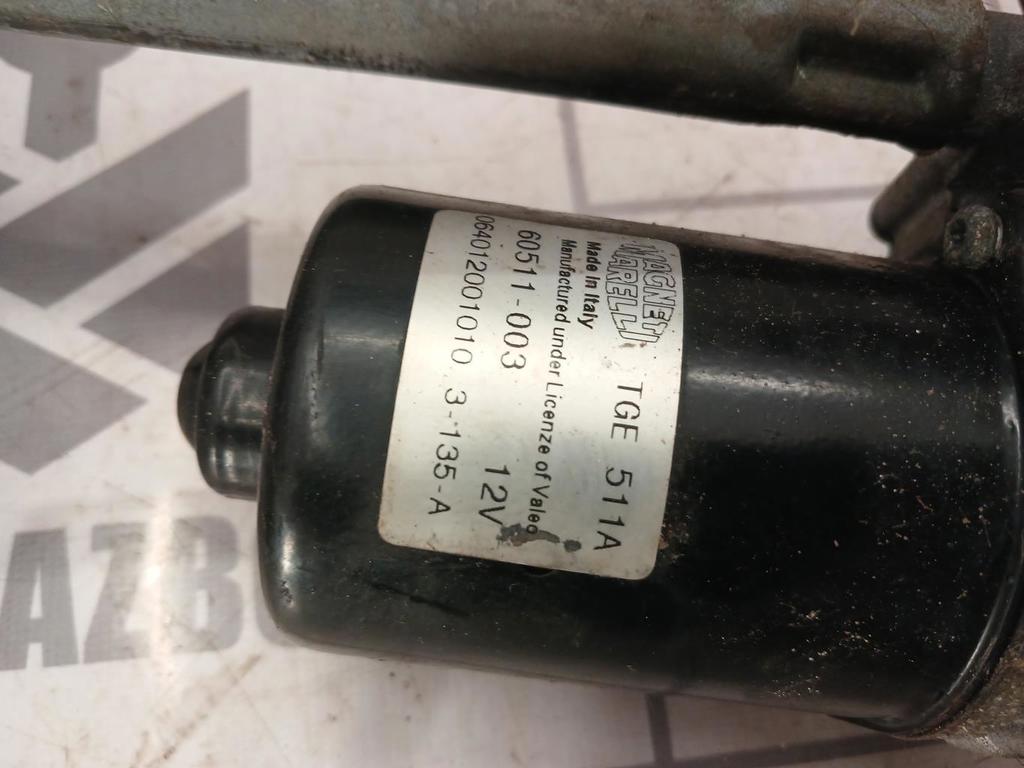 MAGNETI
MARELLI
TGE 511A
Made in Italy
Manufactured under Licenze of Valeo
60511-003 12V
064012001010 3-135-A
AZB